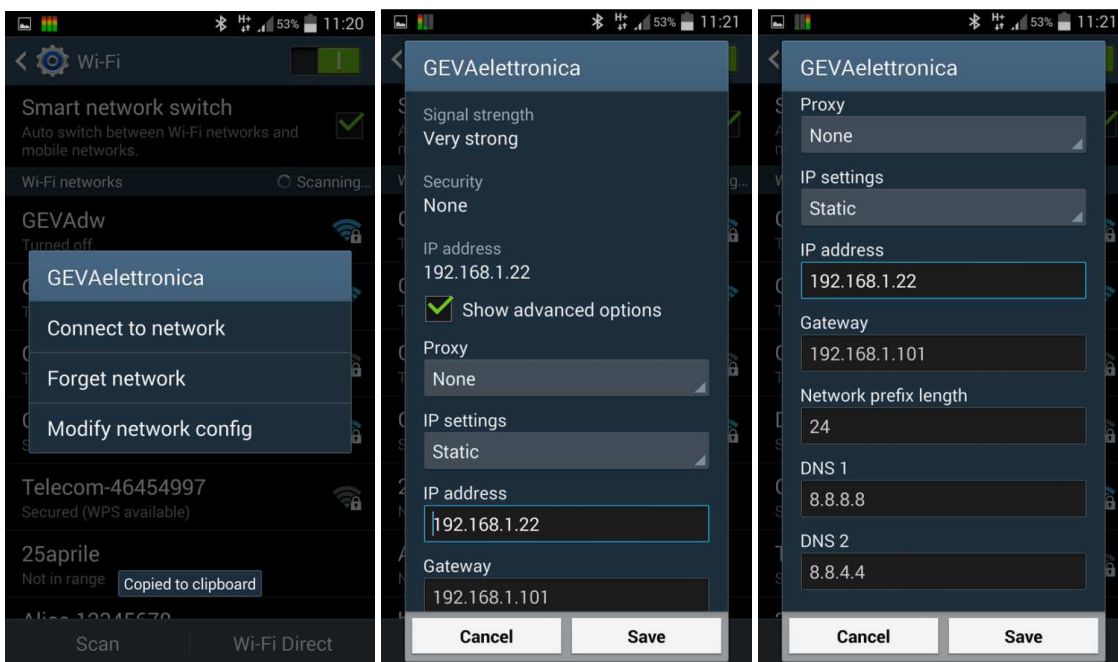 53% 11:20
Wi-Fi
Smart network switch
Auto switch between Wi-Fi networks and
mobile networks.
Wi-Fi networks Scanning...
GEVAdw
Turned off
GEVAelettronica
Connect to network
Forget network
Modify network config
Telecom-46454997
Secured (WPS available)
25aprile
Not in range
Copied to clipboard
Alice-12345678
Scan Wi-Fi Direct
H+ 53% 11:21
GEVAelettronica
Signal strength
Very strong
Security
None
IP address
192.168.1.22
Show advanced options
Proxy
None
IP settings
Static
IP address
192.168.1.22
Gateway
192.168.1.101
Cancel Save
H+ 53% 11:21
GEVAelettronica
Proxy
None
IP settings
Static
IP address
192.168.1.22
Gateway
192.168.1.101
Network prefix length
24
DNS 1
8.8.8.8
DNS 2
8.8.4.4
Cancel Save